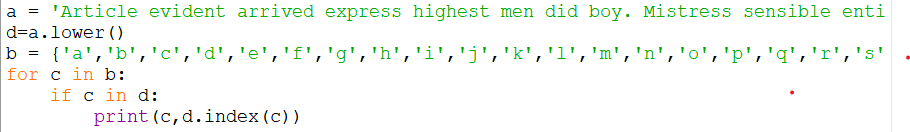 a = 'Article evident arrived express highest men did boy. Mistress sensible enti
d=a.lower()
b = {'a','b','c','d','e','f','g','h','i','j','k','l','m','n','o','p','q','r','s'
for c in b:
    if c in d:
        print(c,d.index(c))